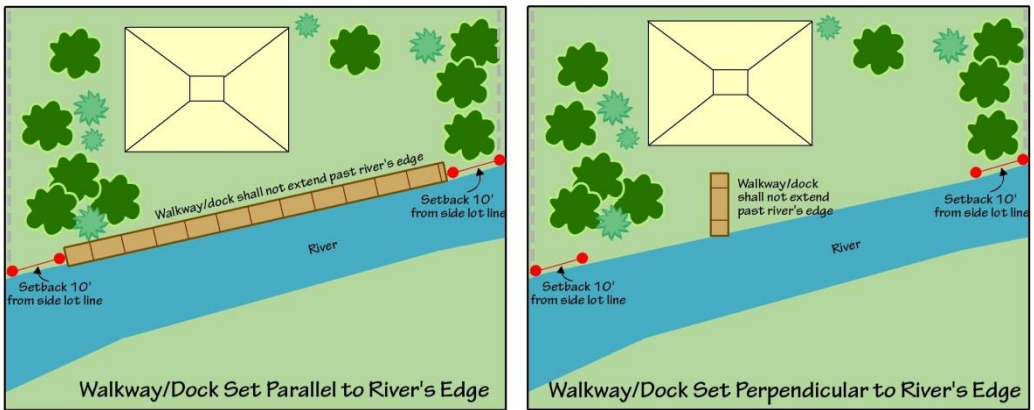 Walkway/dock shall not extend past river's edge
Setback 10'
from side lot line
River
Setback 10'
from side lot line
Walkway/Dock Set Parallel to River's Edge
Walkway/dock
shall not extend
past river's edge
Setback 10'
from side lot line
River
Setback 10'
from side lot line
Walkway/Dock Set Perpendicular to River's Edge